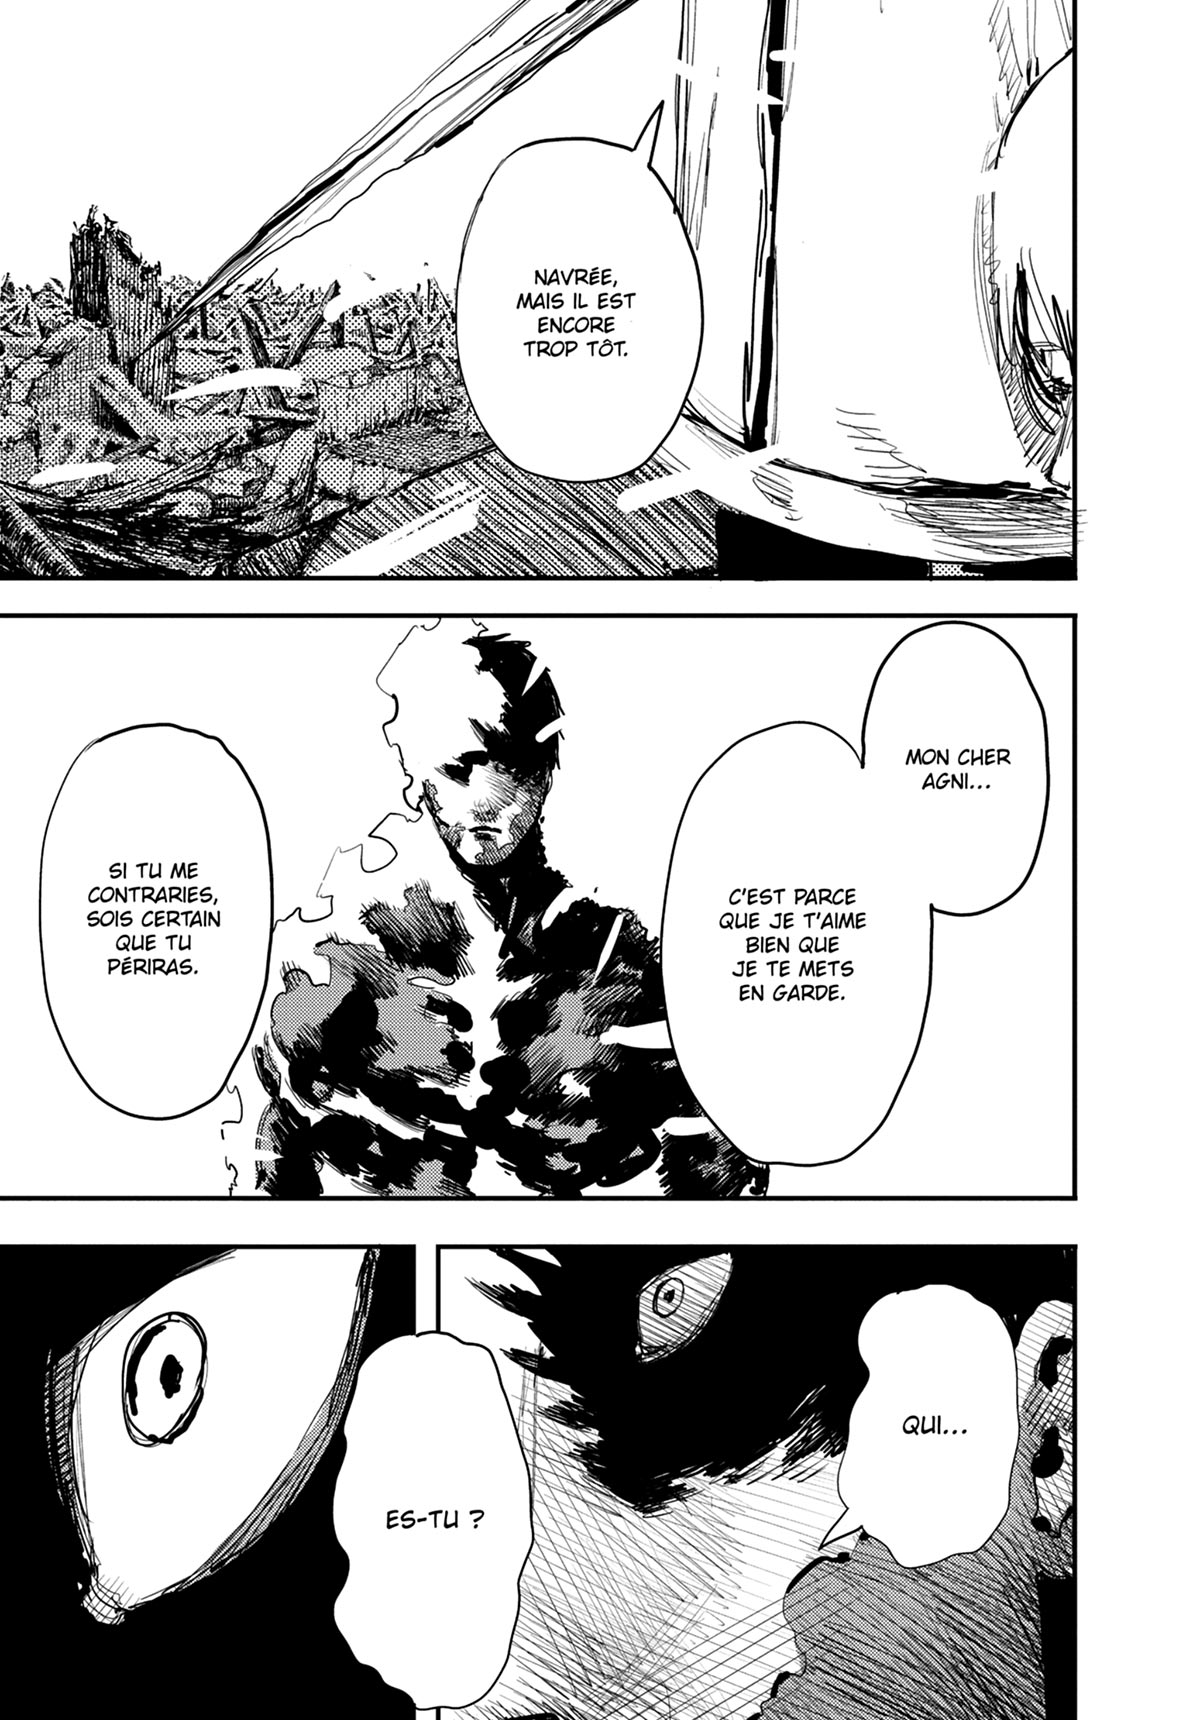 NAVRÉE,
MAIS IL EST
ENCORE
TROP TÔT.
MON CHER
AGNI...
C'EST PARCE
QUE JE T'AIME
BIEN QUE
JE TE METS
EN GARDE.
SI TU ME
CONTRARIES,
SOIS CERTAIN
QUE TU
PÉRIRAS.
QUI...
ES-TU ?